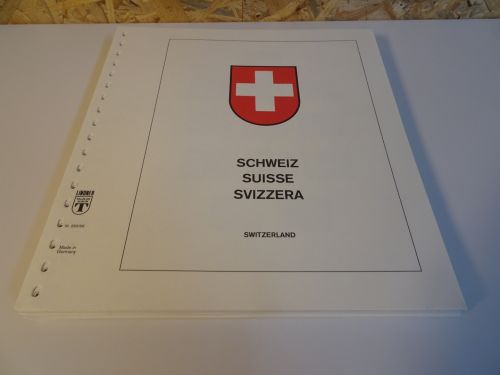 SCHWEIZ
SUISSE
SVIZZERA
SWITZERLAND
LINDNER
T
Made in
Germany